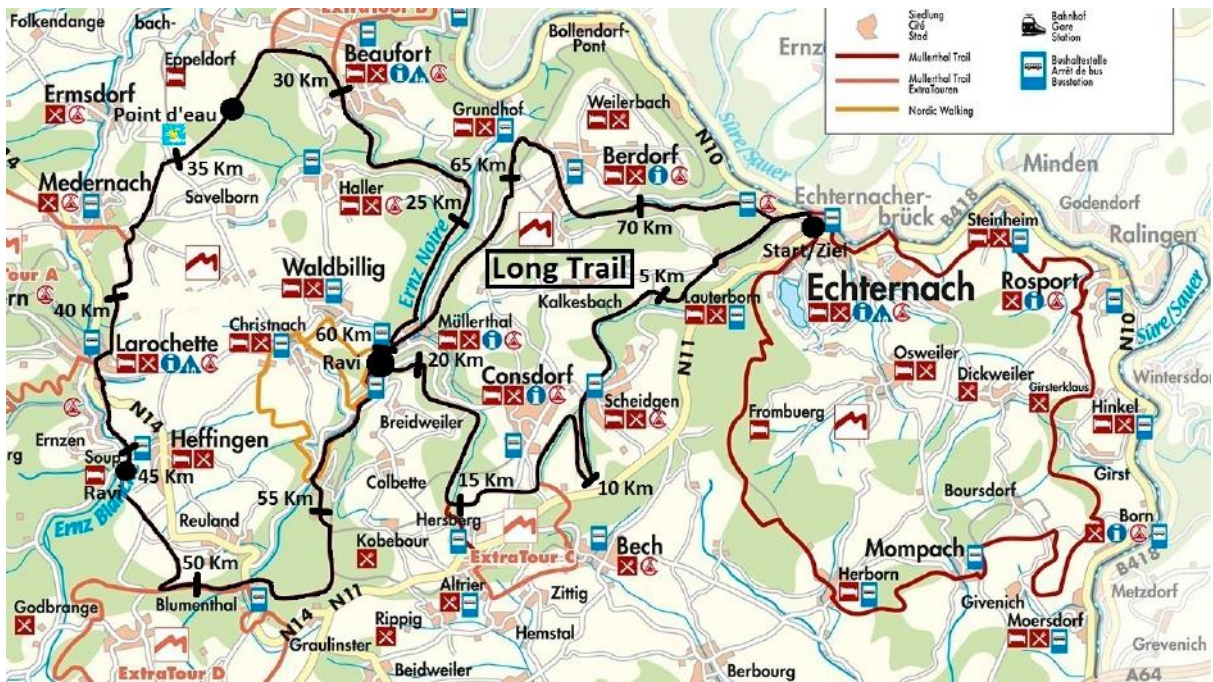 Folkendange
bach-
ExtraTour B
Eppeldorf
30 Km
Beaufort
Bollendorf-
Pont
Ernz
Siedlung
Cité
Stad
Mullerthal Trail
Mullerthal Trail
ExtraTouren
Nordic Walking
Bahnhof
Gare
Station
Bushaltestelle
Arrêt de bus
Busstation
Ermsdorf
Point d'eau
Grundhof
Weilerbach
Süre/Sauer
N10
35 Km
65 Km
Berdorf
Minden
Medernach
Savelborn
Haller
25 Km
70 Km
Echternacher-
brück
B418
Steinheim
Godendorf
Ralingen
Start/Ziel
Tour A
ern
Waldbillig
Ernz Noire
Long Trail
5 Km
Kalkesbach
Lauterborn
Echternach
Rosport
N10
Süre/Sauer
40 Km
Larochette
Christnach
60 Km
Müllerthal
Ravi
20 Km
N11
Osweiler
Dickweiler
Girsterklaus
Wintersdo
Consdorf
Scheidgen
Breidweiler
Fromburg
Hinkel
Ernzen
N14
Heffingen
rg
Soup
Ravi
45 Km
Colbette
15 Km
10 Km
Girst
55 Km
Reuland
Hersberg
Boursdorf
Born
Kobebour
ExtraTour C
Bech
Mompach
B418
50 Km
Blumenthal
N11
N14
Altrier
Zittig
Herborn
Givenich
Moersdorf
Metzdorf
Godbrange
Graulinster
Rippig
Hemstal
Grevenich
ExtraTour D
Beidweiler
Berbourg
A64